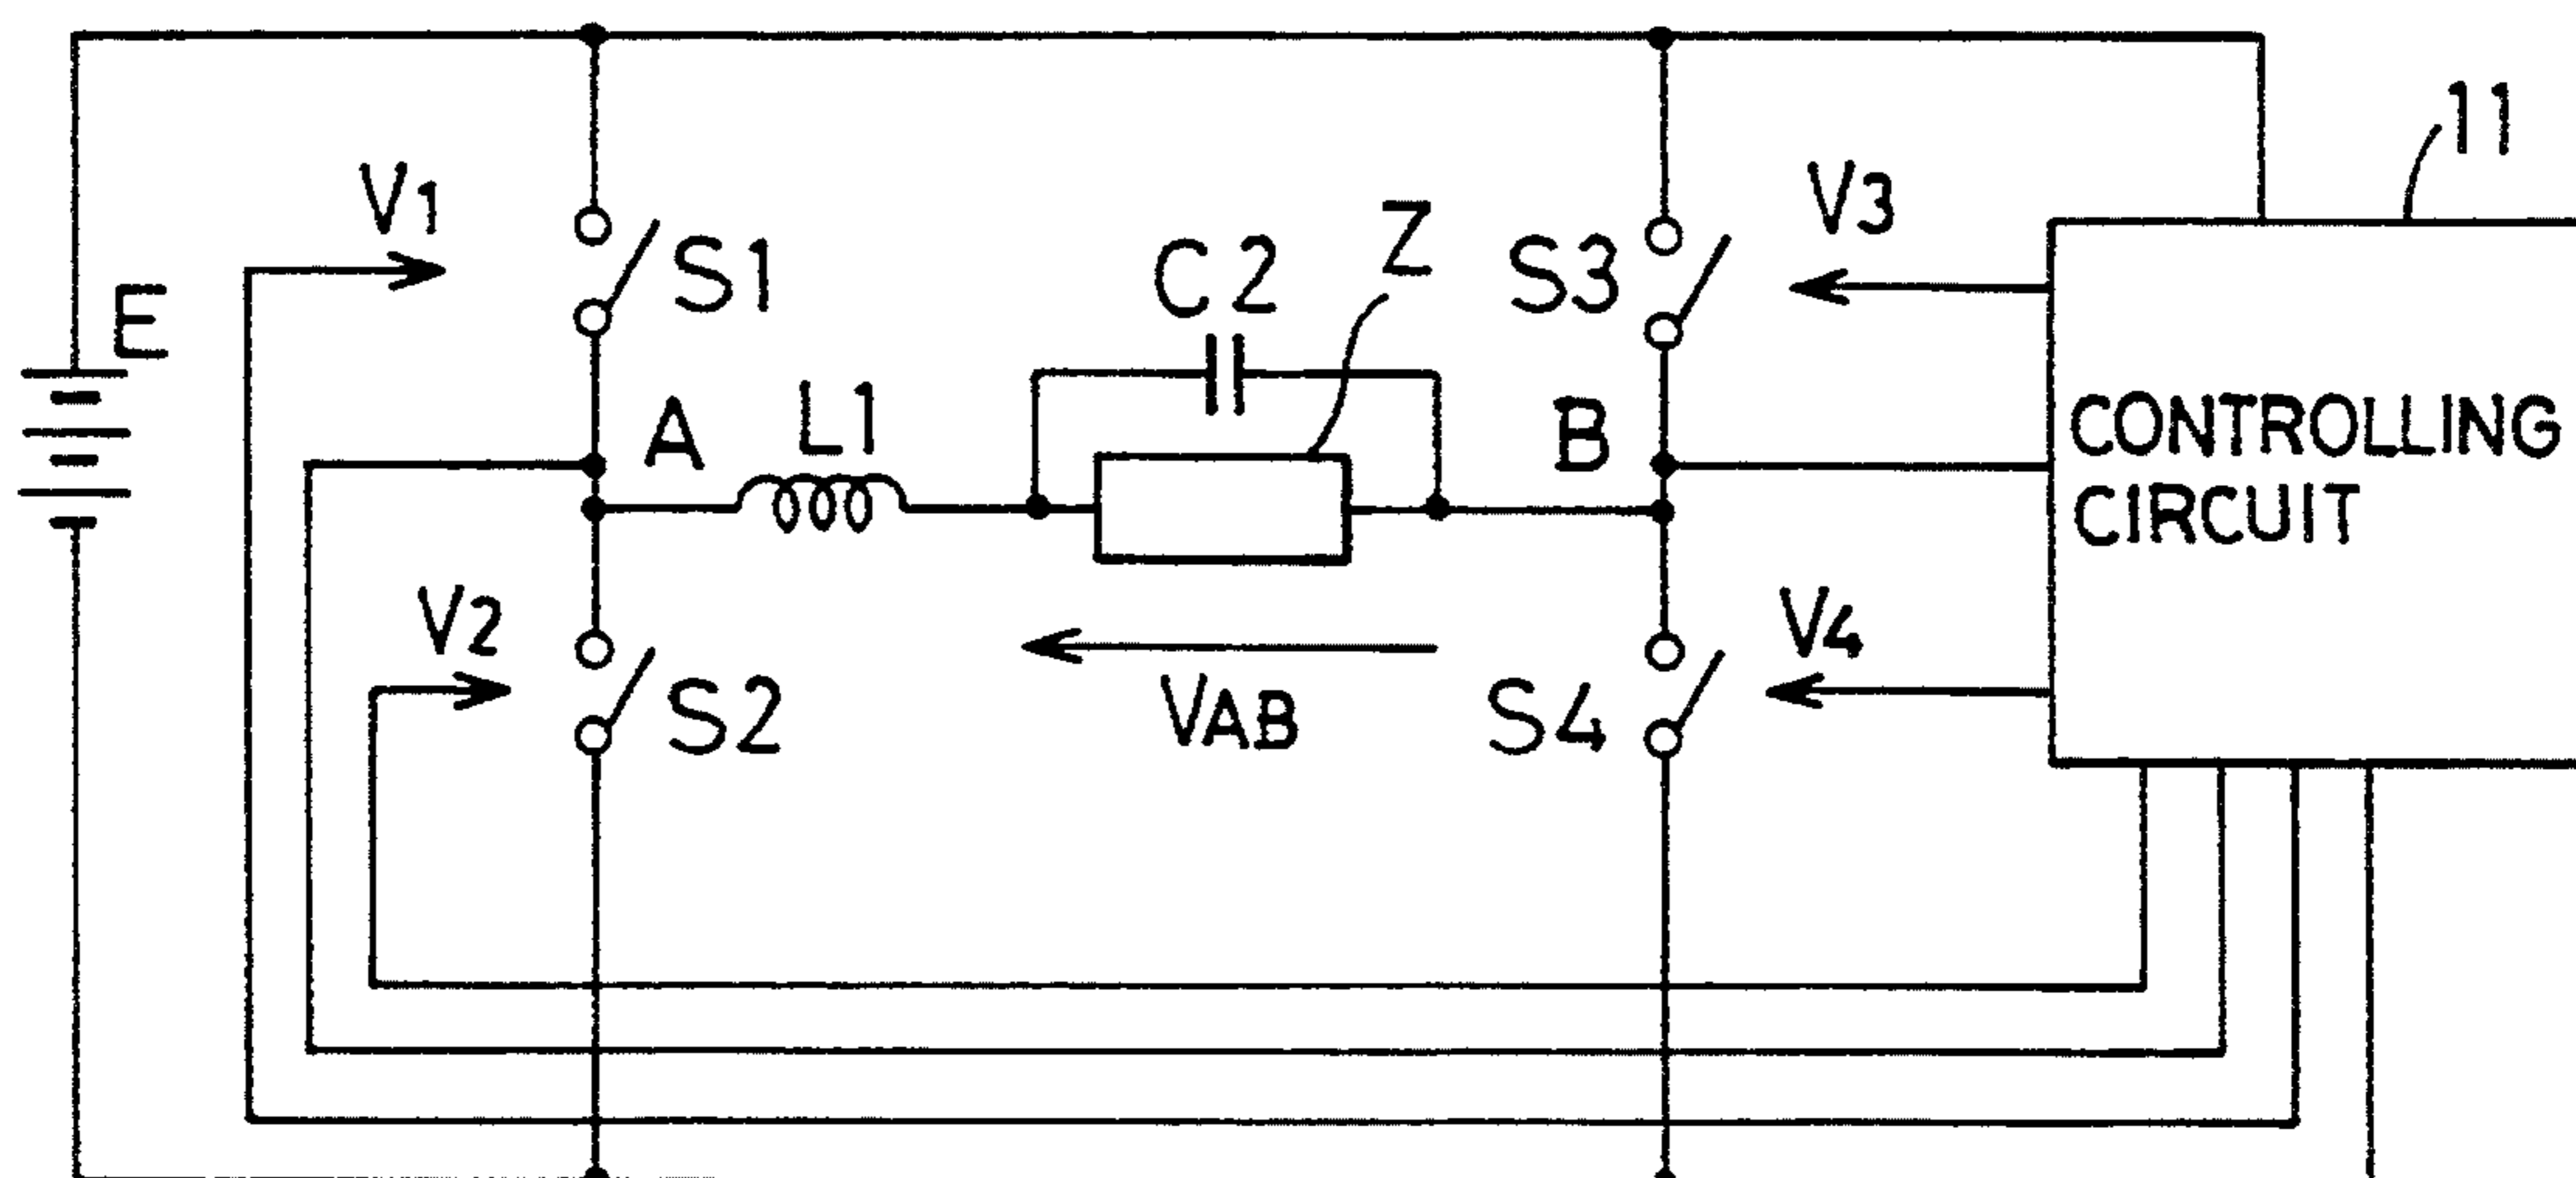 11
V1
V3
E
S1
C2
Z
S3
A
L1
B
CONTROLLING
CIRCUIT
V2
V4
S2
VAB
S4